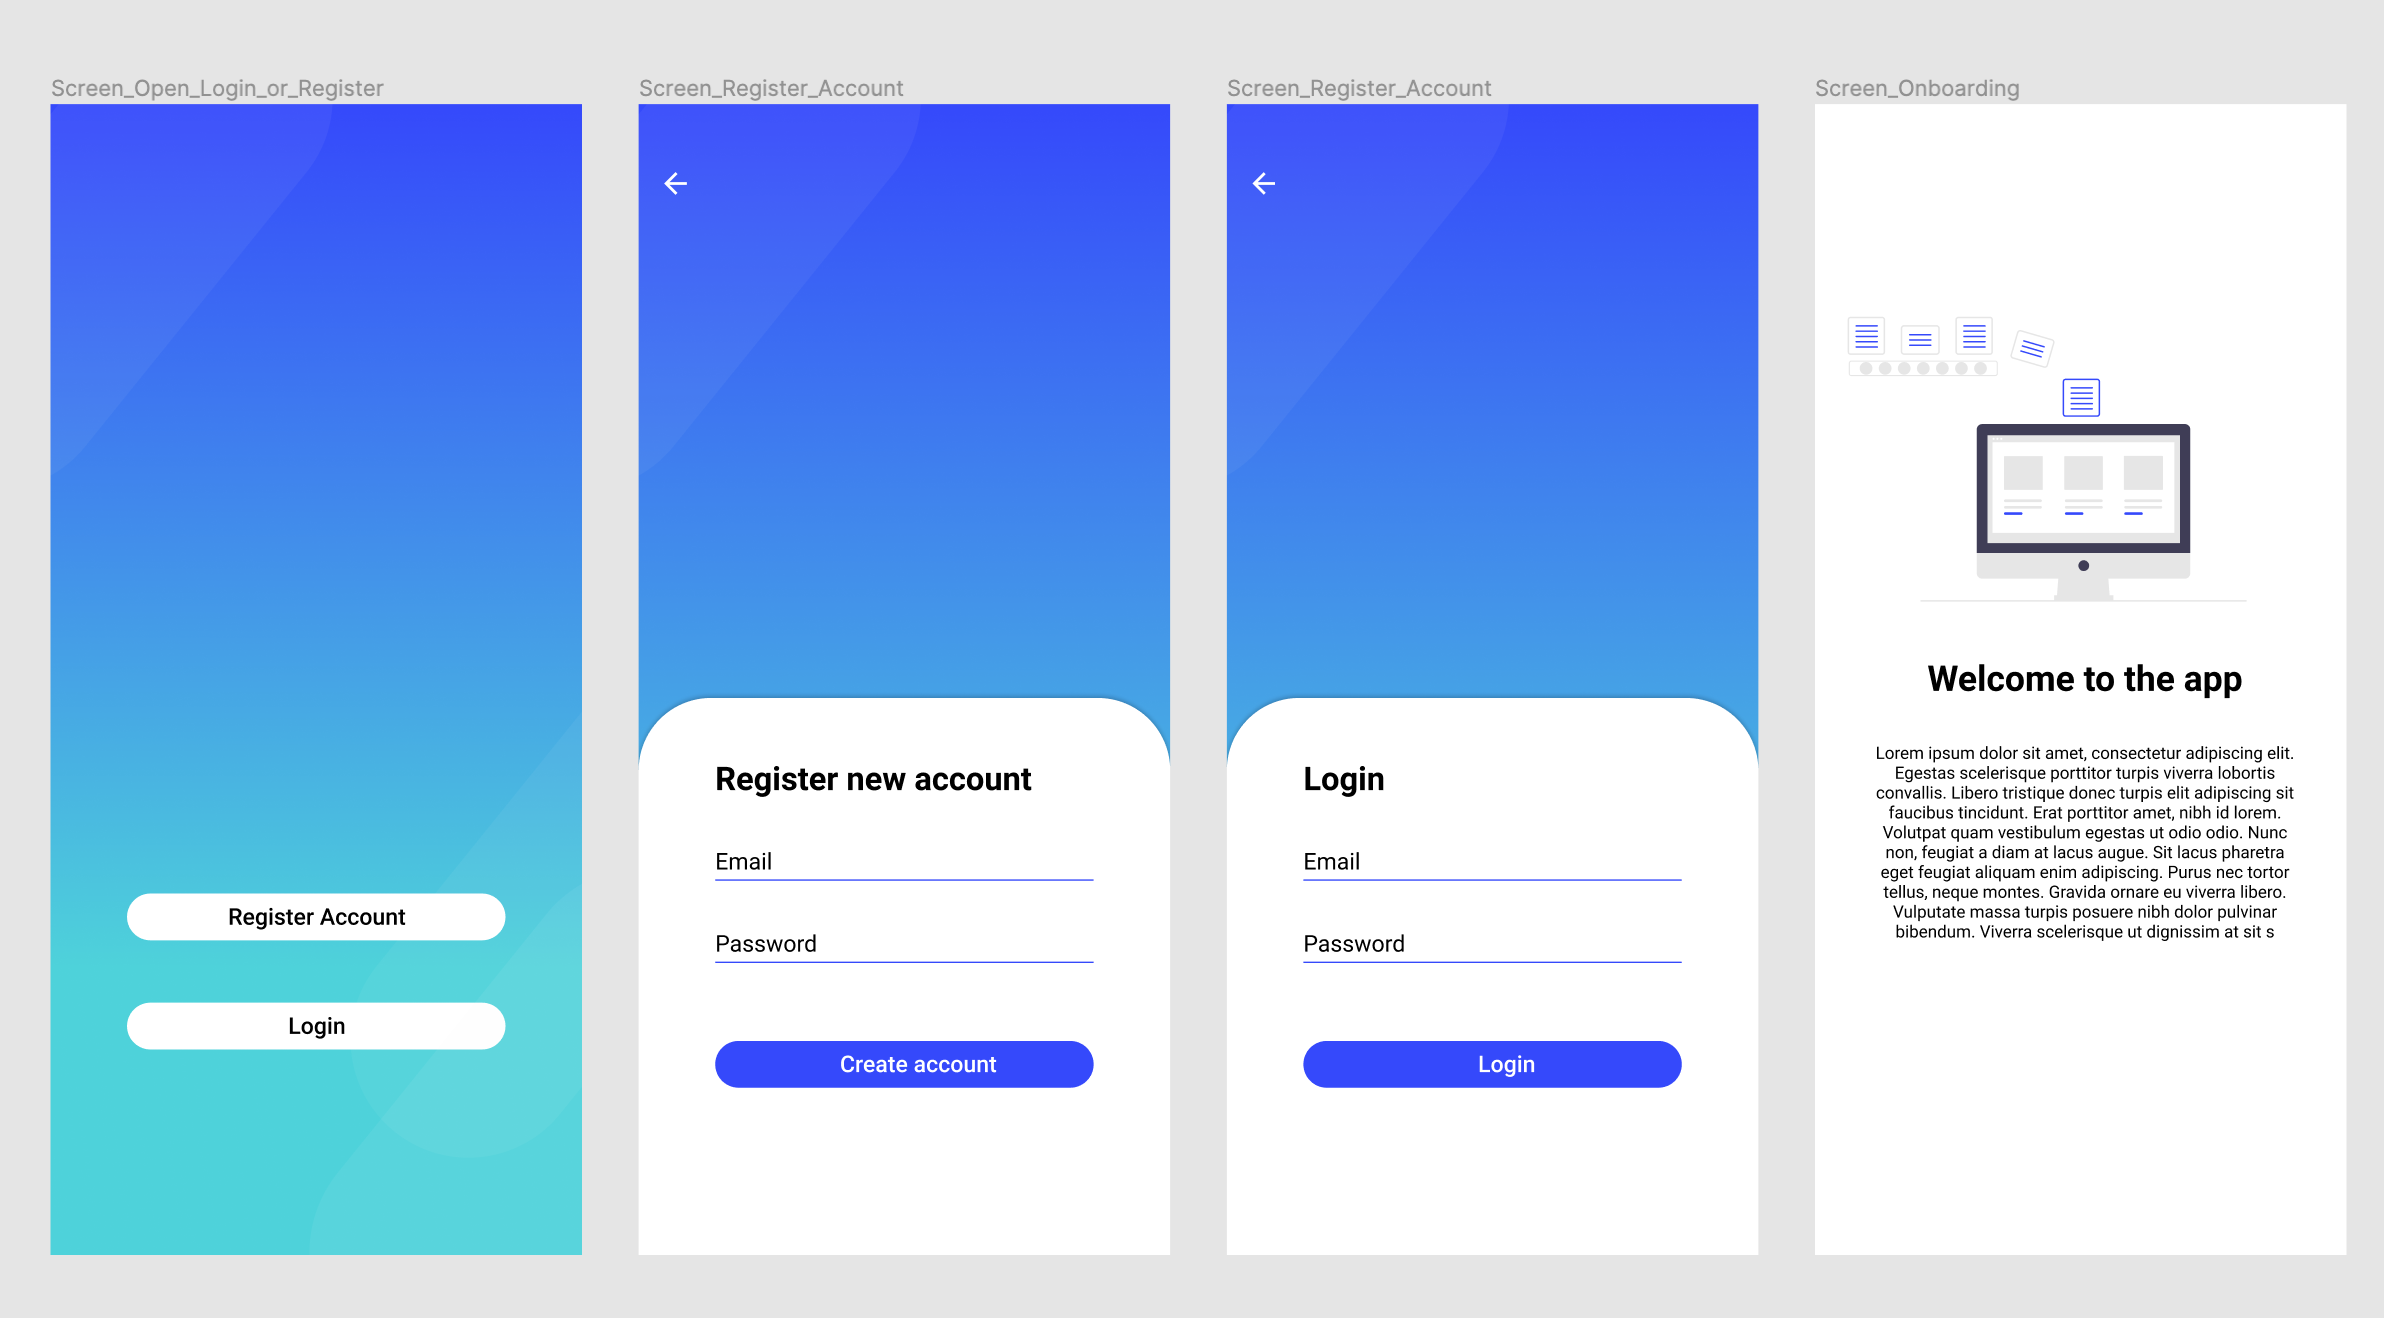 Screen_Open_Login_or_Register
Register Account
Login
Screen_Register_Account
Register new account
Email
Password
Create account
Screen_Register_Account
Login
Email
Password
Login
Screen_Onboarding
Welcome to the app
Lorem ipsum dolor sit amet, consectetur adipiscing elit.
Egestas scelerisque porttitor turpis viverra lobortis
convallis. Libero tristique donec turpis elit adipiscing sit
faucibus tincidunt. Erat porttitor amet, nibh id lorem.
Volutpat quam vestibulum egestas ut odio odio. Nunc
non, feugiat a diam at lacus augue. Sit lacus pharetra
eget feugiat aliquam enim adipiscing. Purus nec tortor
tellus, neque montes. Gravida ornare eu viverra libero.
Vulputate massa turpis posuere nibh dolor pulvinar
bibendum. Viverra scelerisque ut dignissim at sit s